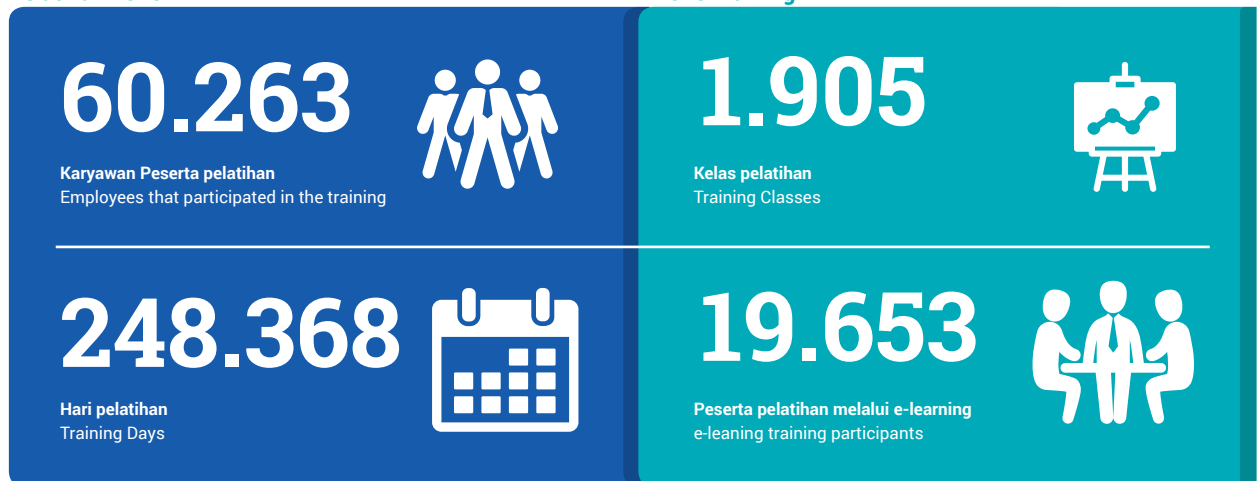 60.263
Karyawan Peserta pelatihan
Employees that participated in the training
1.905
Kelas pelatihan
Training Classes
248.368
Hari pelatihan
Training Days
19.653
Peserta pelatihan melalui e-learning
e-leaning training participants